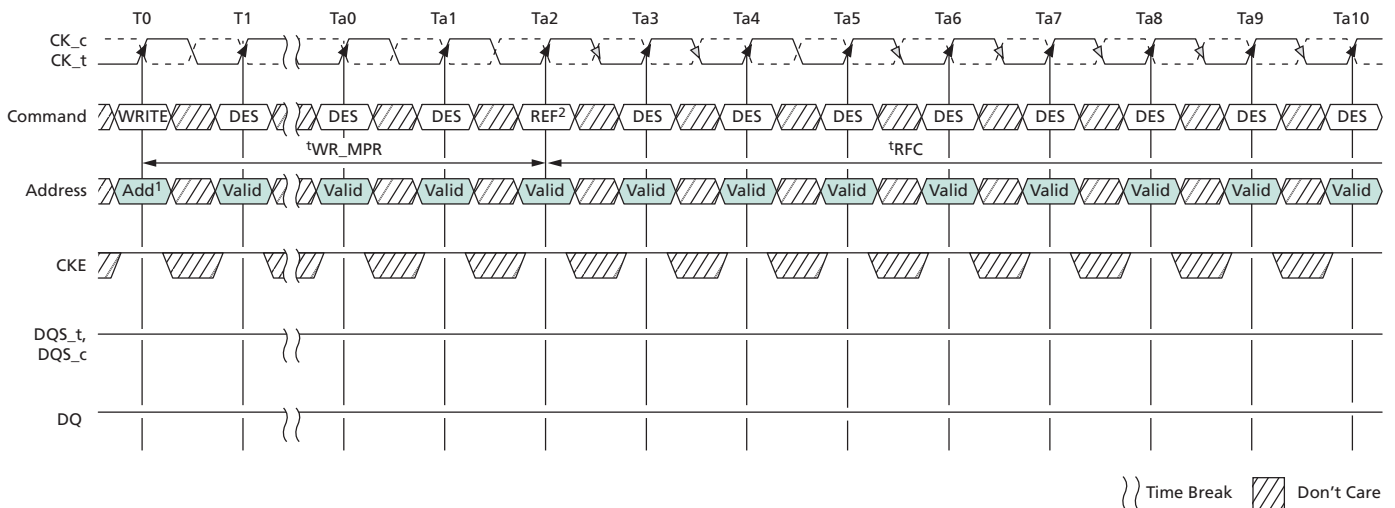 T0 T1 Ta0 Ta1 Ta2 Ta3 Ta4 Ta5 Ta6 Ta7 Ta8 Ta9 Ta10
CK_c
CK_t
Command WRITE DES DES DES REF² DES DES DES DES DES DES DES DES
ᵗWR_MPR ᵗRFC
Address Add¹ Valid Valid Valid Valid Valid Valid Valid Valid Valid Valid Valid Valid
CKE
DQS_t,
DQS_c
DQ
Time Break Don't Care